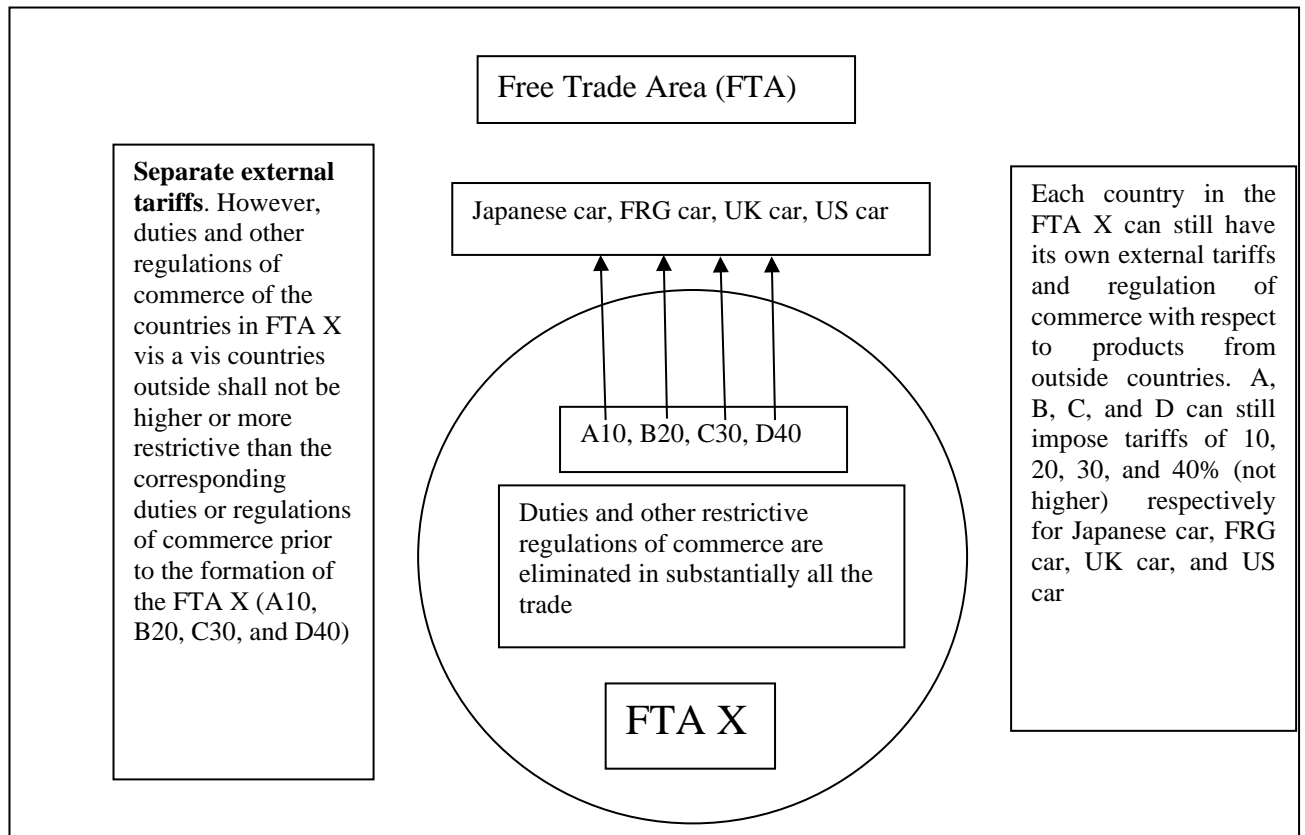 Free Trade Area (FTA)
Separate external
tariffs. However,
duties and other
regulations of
commerce of the
countries in FTA X
vis a vis countries
outside shall not be
higher or more
restrictive than the
corresponding
duties or regulations
of commerce prior
to the formation of
the FTA X (A10,
B20, C30, and D40)
Japanese car, FRG car, UK car, US car
A10, B20, C30, D40
Duties and other restrictive
regulations of commerce are
eliminated in substantially all the
trade
FTA X
Each country in the
FTA X can still have
its own external tariffs
and regulation of
commerce with respect
to products from
outside countries. A,
B, C, and D can still
impose tariffs of 10,
20, 30, and 40% (not
higher) respectively
for Japanese car, FRG
car, UK car, and US
car